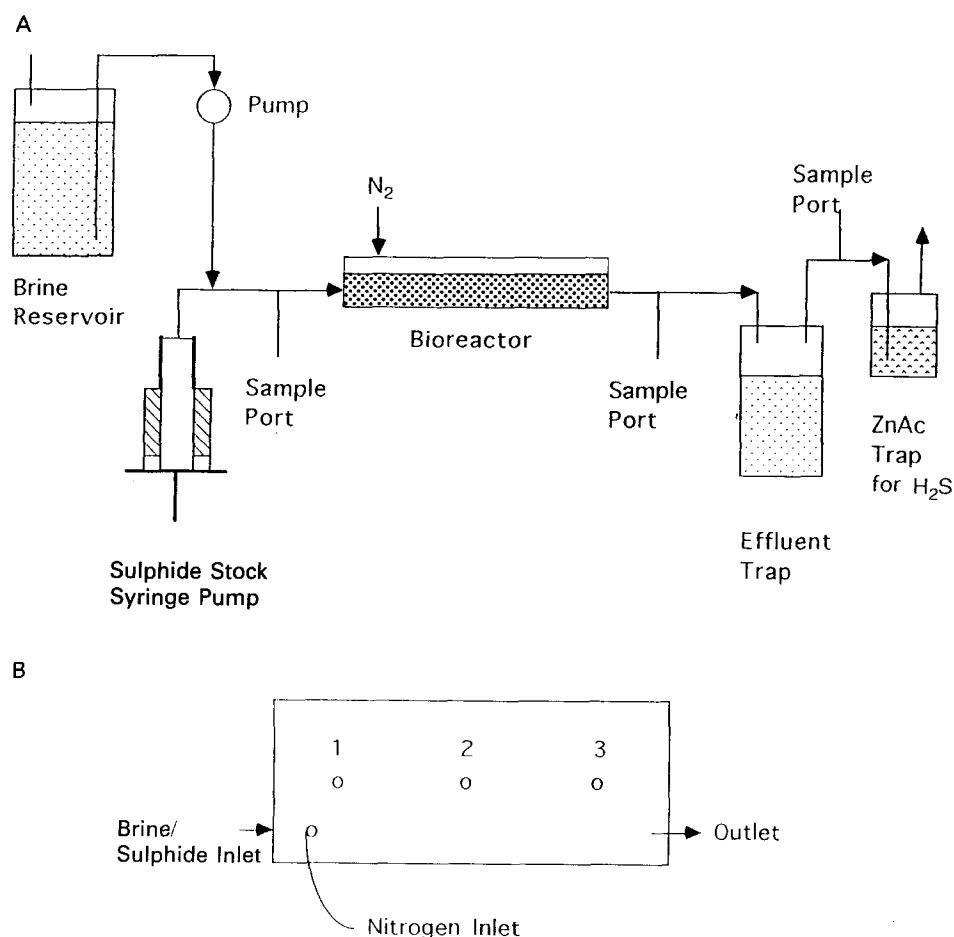 A
Pump
N2
Sample
Port
Brine
Reservoir
Bioreactor
Sample
Port
Sample
Port
ZnAc
Trap
for H2S
Effluent
Trap
Sulphide Stock
Syringe Pump
B
1 2 3
Brine/
Sulphide Inlet
Outlet
Nitrogen Inlet